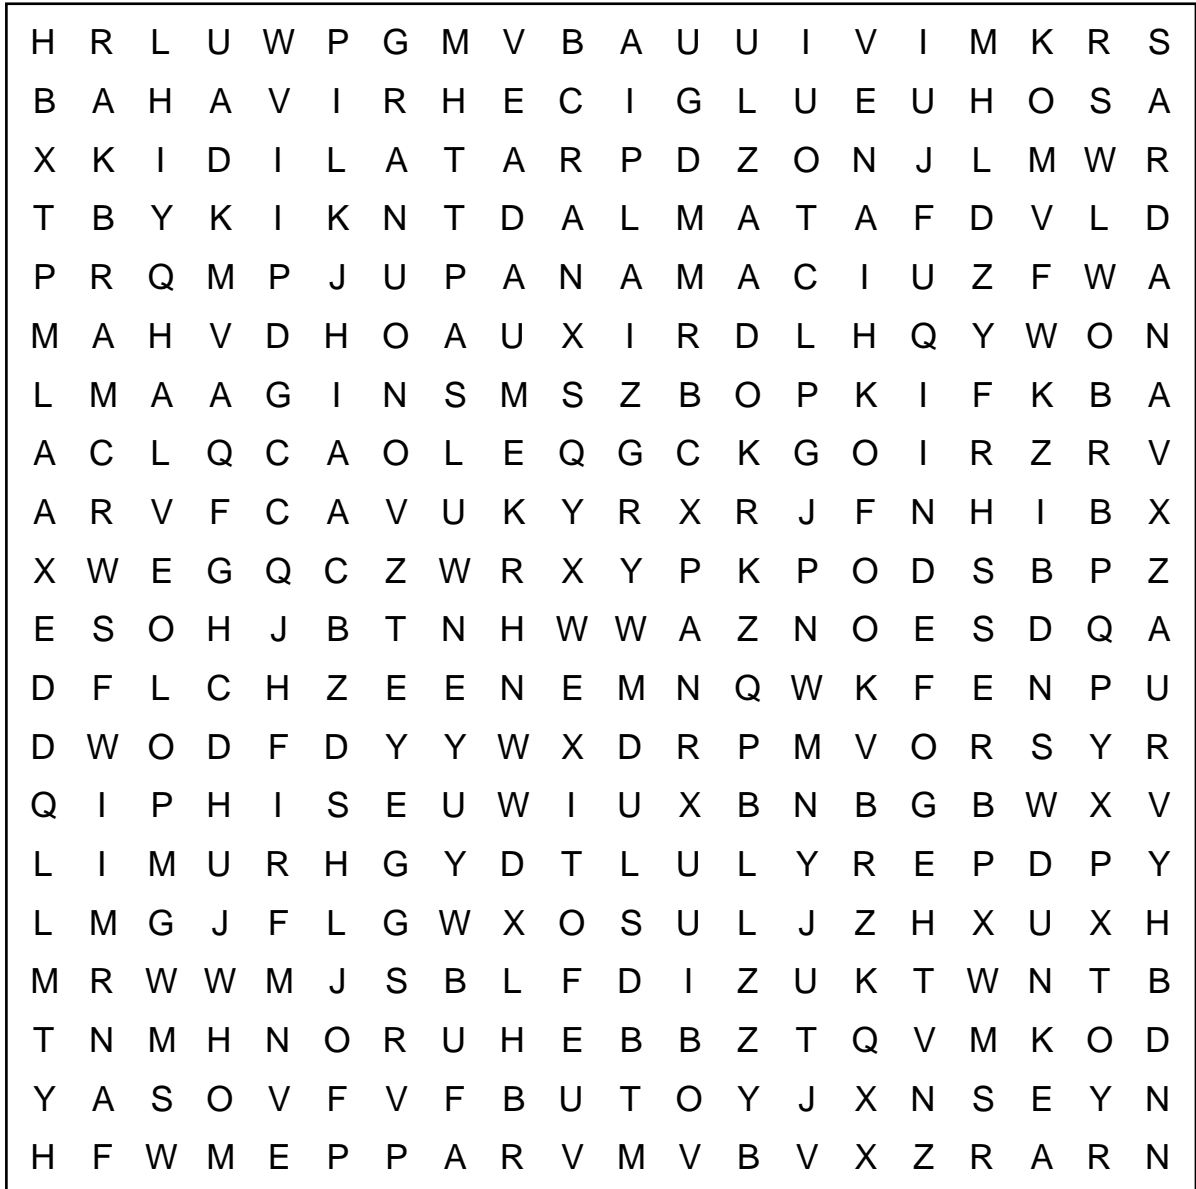 H R L U W P G M V B A U U I V I M K R S
B A H A V I R H E C I G L U E U H O S A
X K I D I L A T A R P D Z O N J L M W R
T B Y K I K N T D A L M A T A F D V L D
P R Q M P J U P A N A M A C I U Z F W A
M A H V D H O A U X I R D L H Q Y W O N
L M A A G I N S M S Z B O P K I F K B A
A C L Q C A O L E Q G C K G O I R Z R V
A R V F C A V U K Y R X R J F N H I B X
X W E G Q C Z W R X Y P K P O D S B P Z
E S O H J B T N H W W A Z N O E S D Q A
D F L C H Z E E N E M N Q W K F E N P U
D W O D F D Y Y W X D R P M V O R S Y R
Q I P H I S E U W I U X B N B G B W X V
L I M U R H G Y D T L U L Y R E P D P Y
L M G J F L G W X O S U L J Z H X U X H
M R W W M J S B L F D I Z U K T W N T B
T N M H N O R U H E B B Z T Q V M K O D
Y A S O V F V F B U T O Y J X N S E Y N
H F W M E P P A R V M V B V X Z R A R N